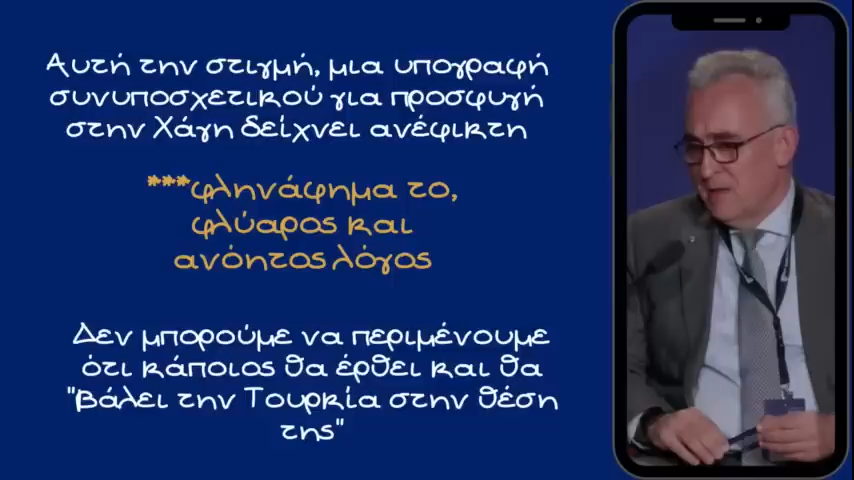 Αυτή την στιγμή, μια υπογραφή
συνυποσχετικού για προσφυγή
στην Χάγη δείχνει ανέφικτη
***φληνάφημα το,
φλύαρος και
ανόητος λόγος
Δεν μπορούμε να περιμένουμε
ότι κάποιος θα έρθει και θα
"βάλει την Τουρκία στην θέση
της"